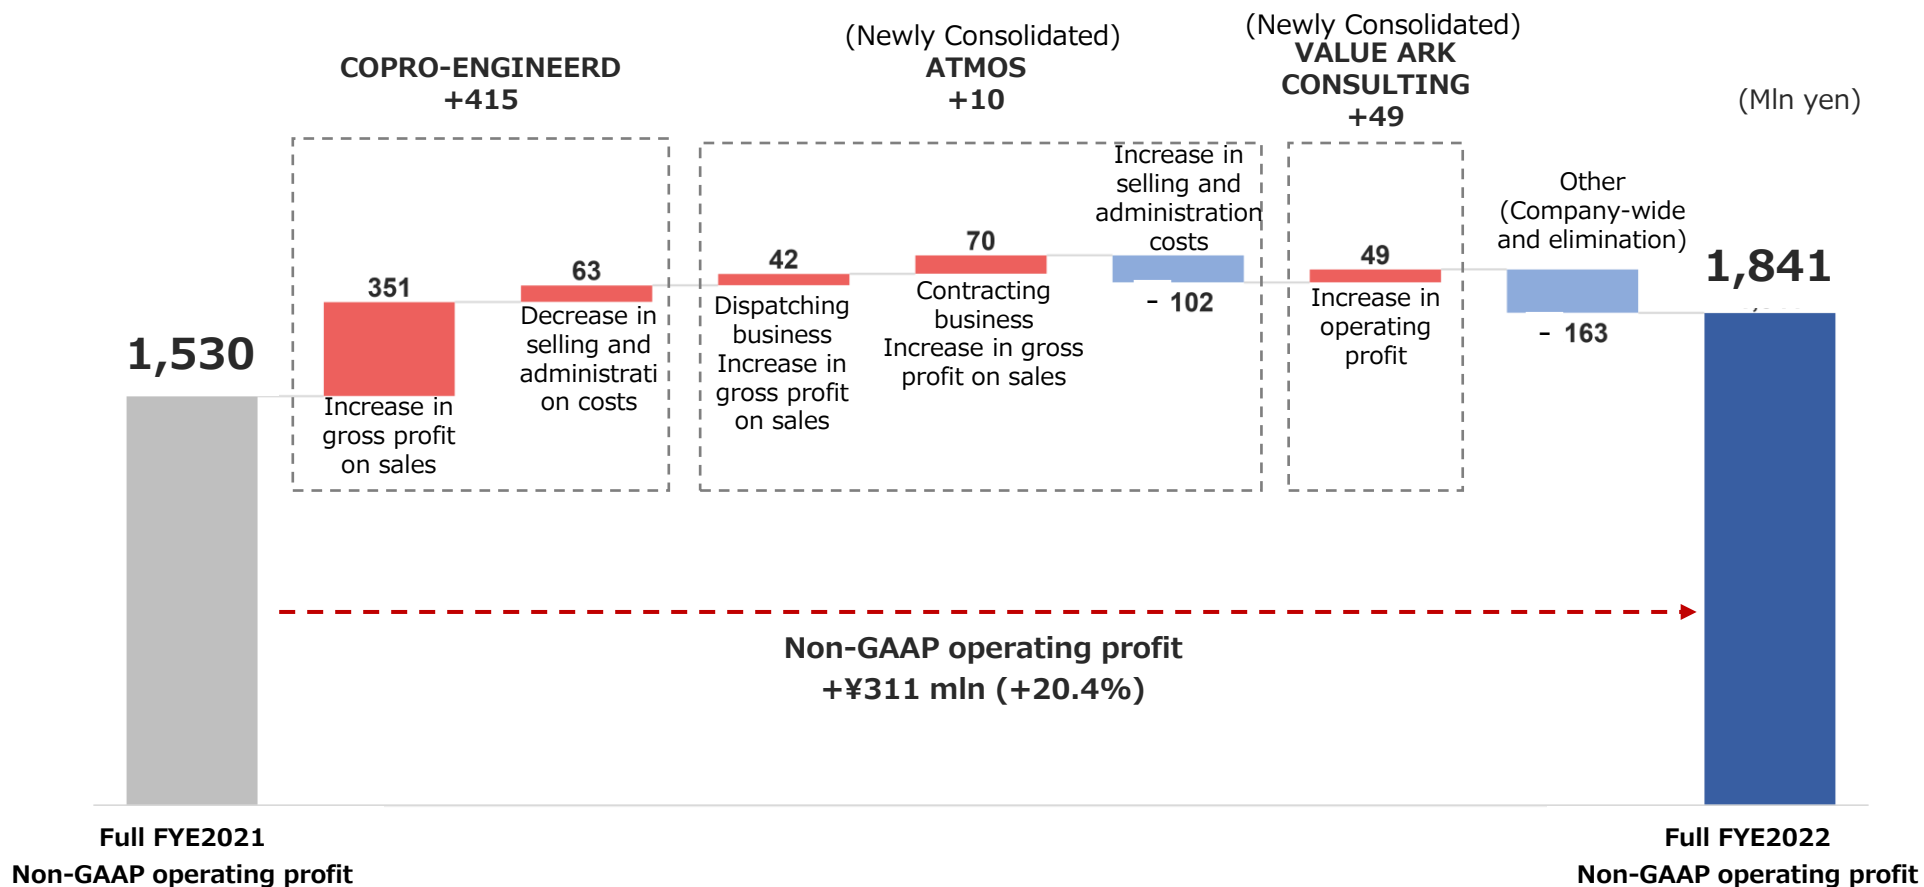 COPRO-ENGINEERD
+415
(Newly Consolidated)
ATMOS
+10
(Newly Consolidated)
VALUE ARK
CONSULTING
+49
(Mln yen)
1,530
351
Increase in
gross profit
on sales
63
Decrease in
selling and
administrati
on costs
42
Dispatching
business
Increase in
gross profit
on sales
70
Contracting
business
Increase in gross
profit on sales
Increase in
selling and
administration
costs
- 102
49
Increase in
operating
profit
Other
(Company-wide
and elimination)
- 163
1,841
Non-GAAP operating profit
+¥311 mln (+20.4%)
Full FYE2021
Non-GAAP operating profit
Full FYE2022
Non-GAAP operating profit